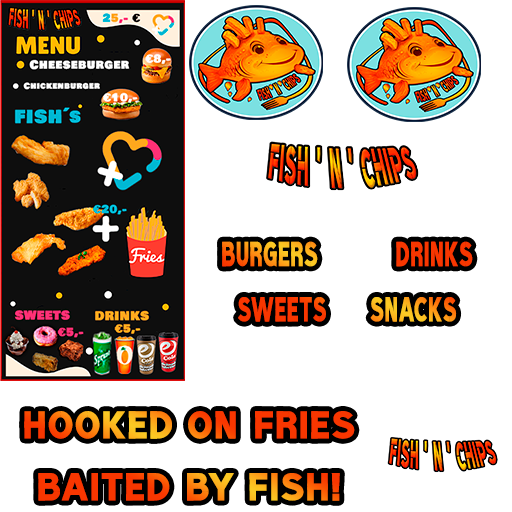 FISH ' N ' CHIPS
25,- €
MENU
• CHEESEBURGER
€8,-
• CHICKENBURGER
€10,-
FISH´s
€20,-
Fries
SWEETS
DRINKS
€5,-
€5,-
FISH "N" CHIPS
FISH "N" CHIPS
FISH ' N ' CHIPS
BURGERS
DRINKS
SWEETS
SNACKS
HOOKED ON FRIES
BAITED BY FISH!
FISH ' N ' CHIPS